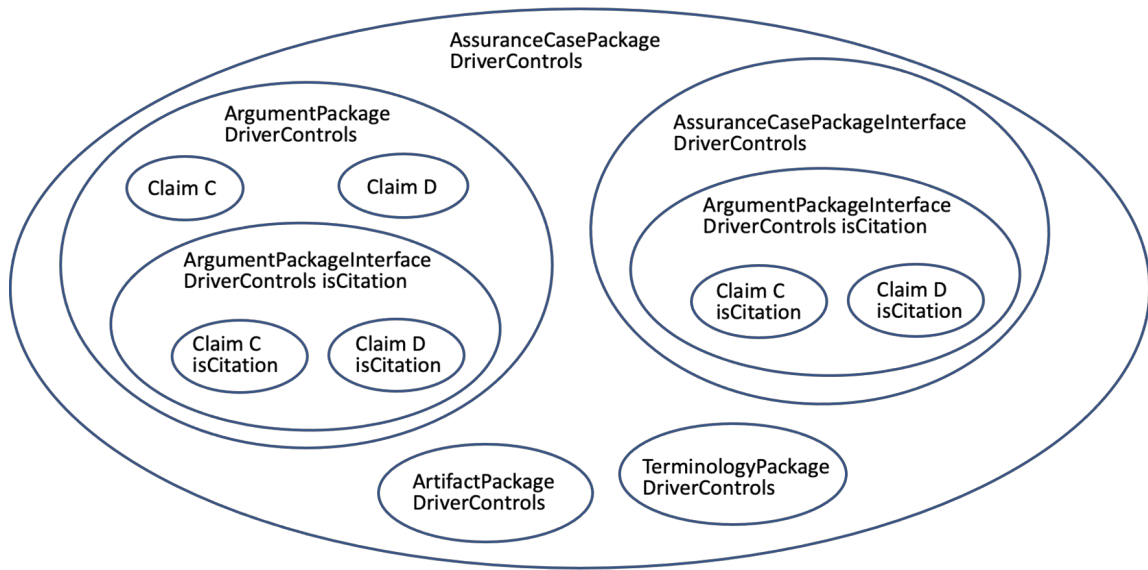 AssuranceCasePackage
DriverControls
ArgumentPackage
DriverControls
Claim C
Claim D
ArgumentPackageInterface
DriverControls isCitation
Claim C
isCitation
Claim D
isCitation
AssuranceCasePackageInterface
DriverControls
ArgumentPackageInterface
DriverControls isCitation
Claim C
isCitation
Claim D
isCitation
ArtifactPackage
DriverControls
TerminologyPackage
DriverControls